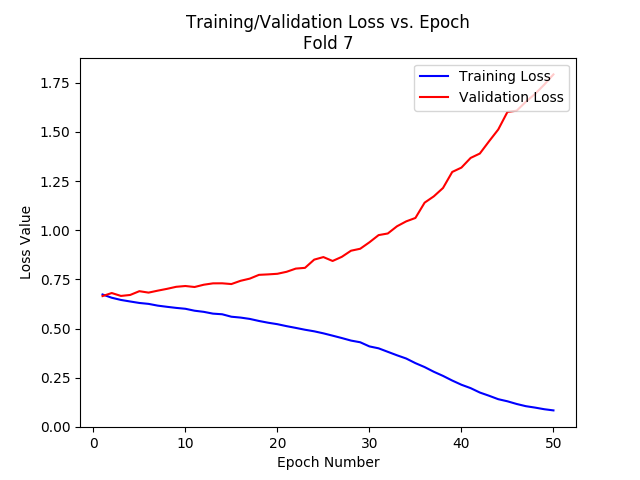 Training/Validation Loss vs. Epoch
Fold 7
Training Loss
Validation Loss
Loss Value
1.75
1.50
1.25
1.00
0.75
0.50
0.25
0.00
0 10 20 30 40 50
Epoch Number